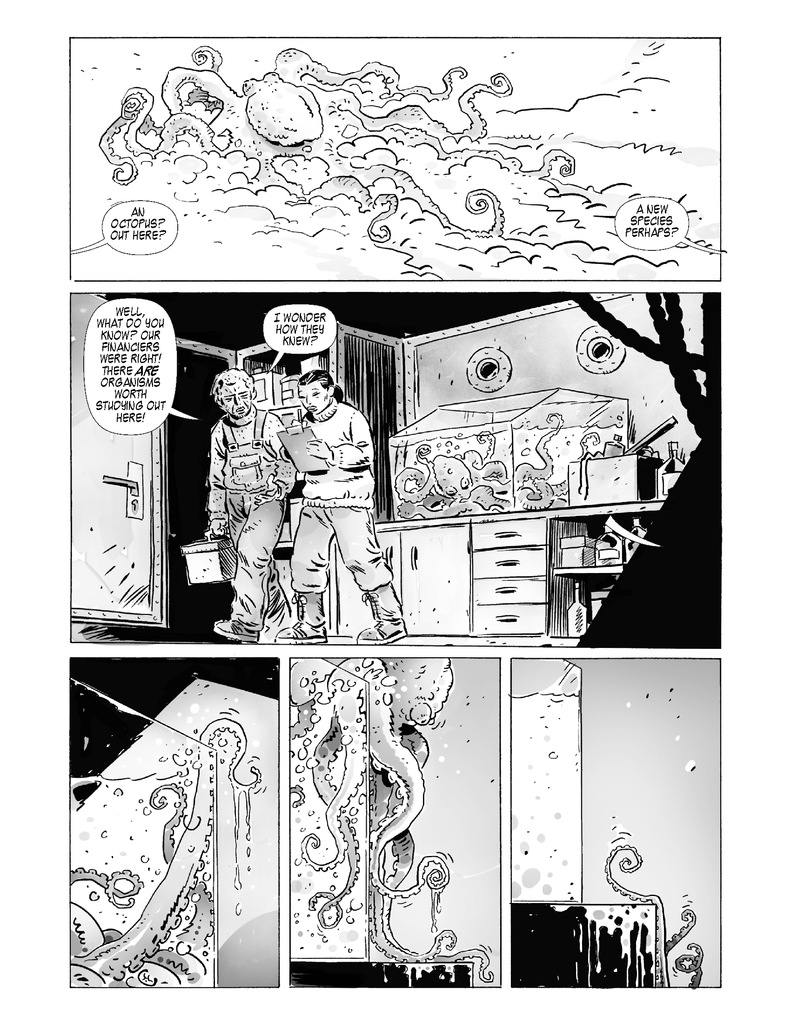 AN
OCTOPUS?
OUT HERE?
A NEW
SPECIES
PERHAPS?
WELL,
WHAT DO YOU
KNOW? OUR
FINANCIERS
WERE RIGHT!
THERE ARE
ORGANISMS
WORTH
STUDYING OUT
HERE!
I WONDER
HOW THEY
KNEW?